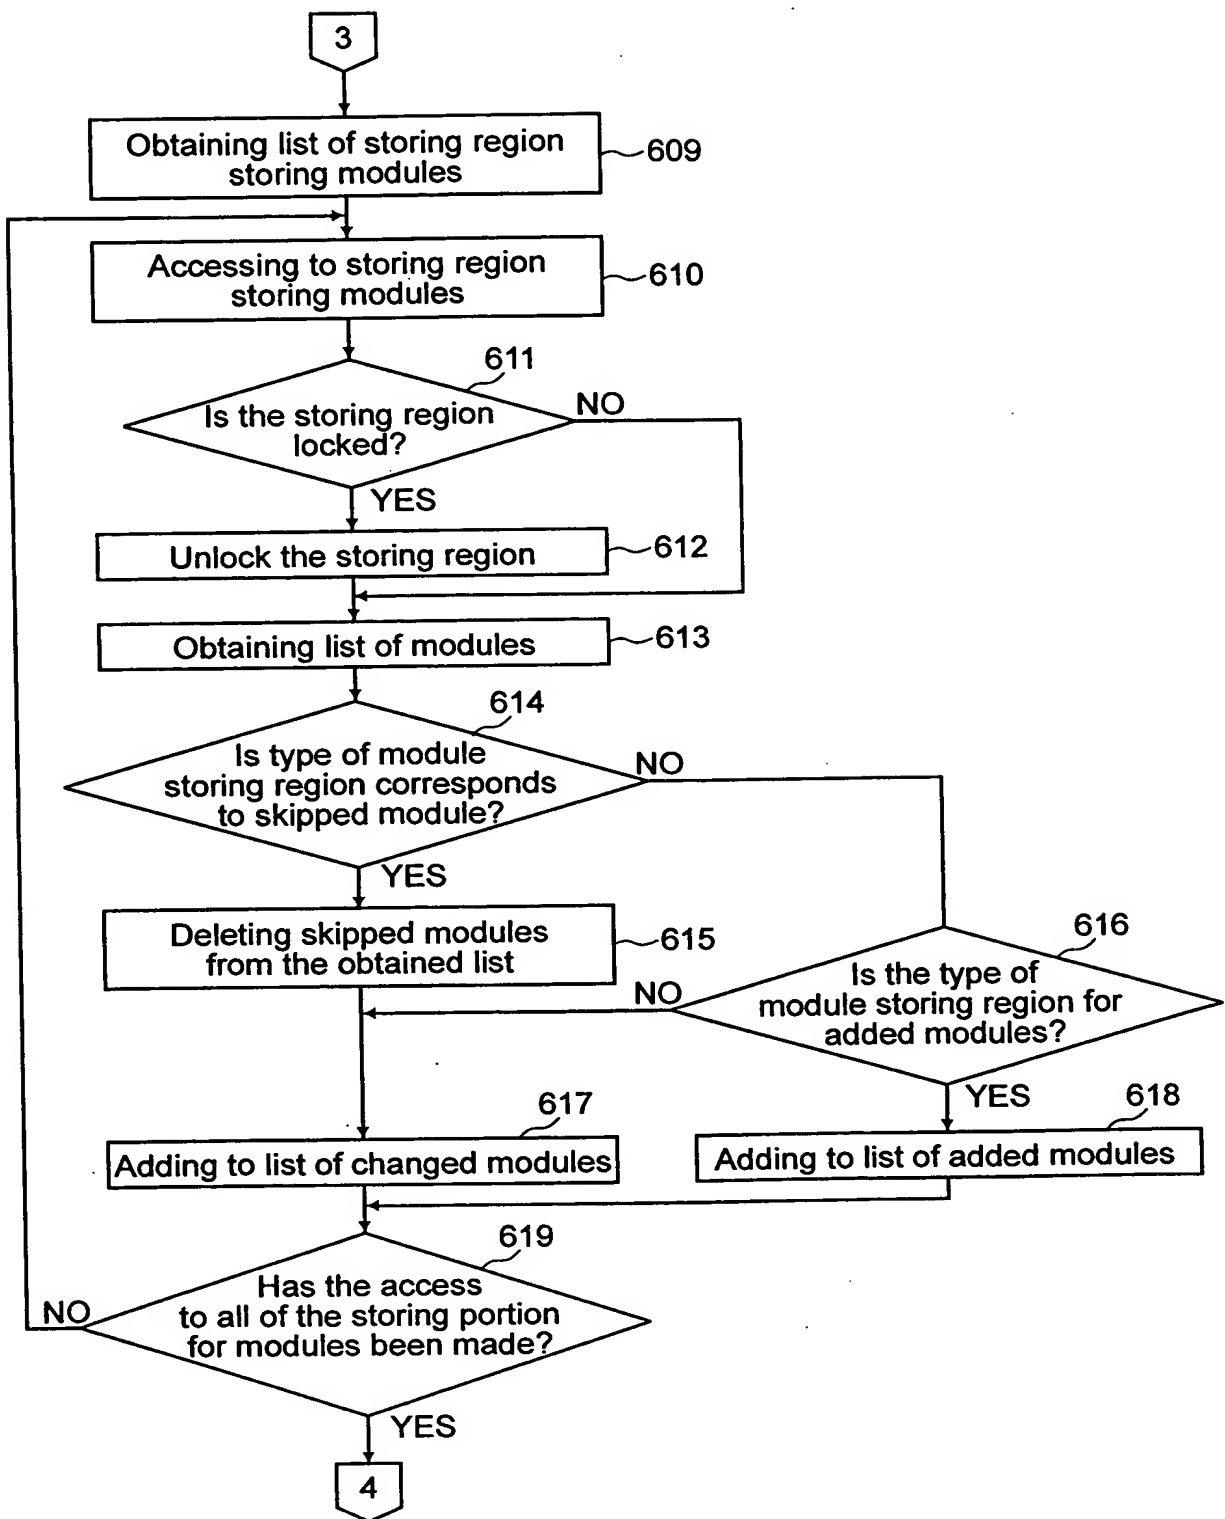 3
Obtaining list of storing region
storing modules
609
Accessing to storing region
storing modules
610
611
Is the storing region
locked?
NO
YES
Unlock the storing region
612
Obtaining list of modules
613
614
Is type of module
storing region corresponds
to skipped module?
NO
YES
Deleting skipped modules
from the obtained list
615
616
Is the type of
module storing region for
added modules?
NO
YES
617
Adding to list of changed modules
618
Adding to list of added modules
619
Has the access
to all of the storing portion
for modules been made?
NO
YES
4